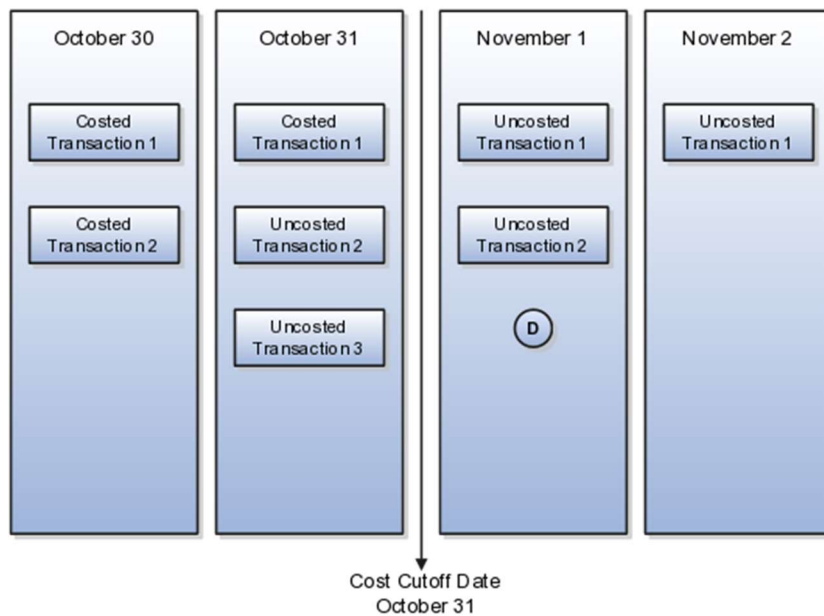 October 30
Costed
Transaction 1
Costed
Transaction 2
October 31
Costed
Transaction 1
Uncosted
Transaction 2
Uncosted
Transaction 3
November 1
Uncosted
Transaction 1
Uncosted
Transaction 2
D
November 2
Uncosted
Transaction 1
Cost Cutoff Date
October 31